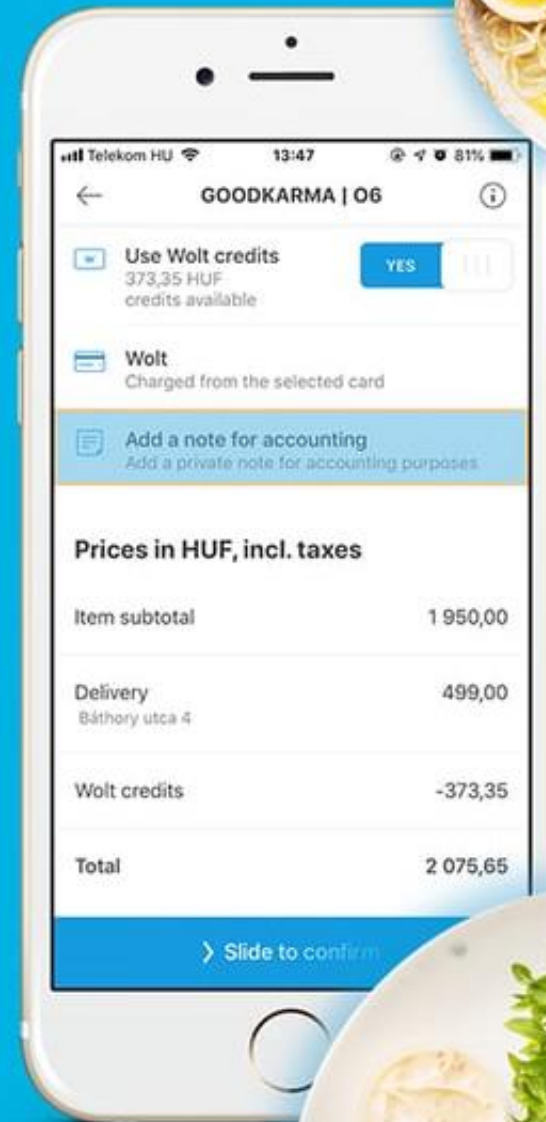 Telekom HU 13:47 81%
GOODKARMA | O6
Use Wolt credits
373,35 HUF
credits available
YES
Wolt
Charged from the selected card
Add a note for accounting
Add a private note for accounting purposes
Prices in HUF, incl. taxes
Item subtotal 1 950,00
Delivery 499,00
Báthory utca 4
Wolt credits -373,35
Total 2 075,65
Slide to confirm